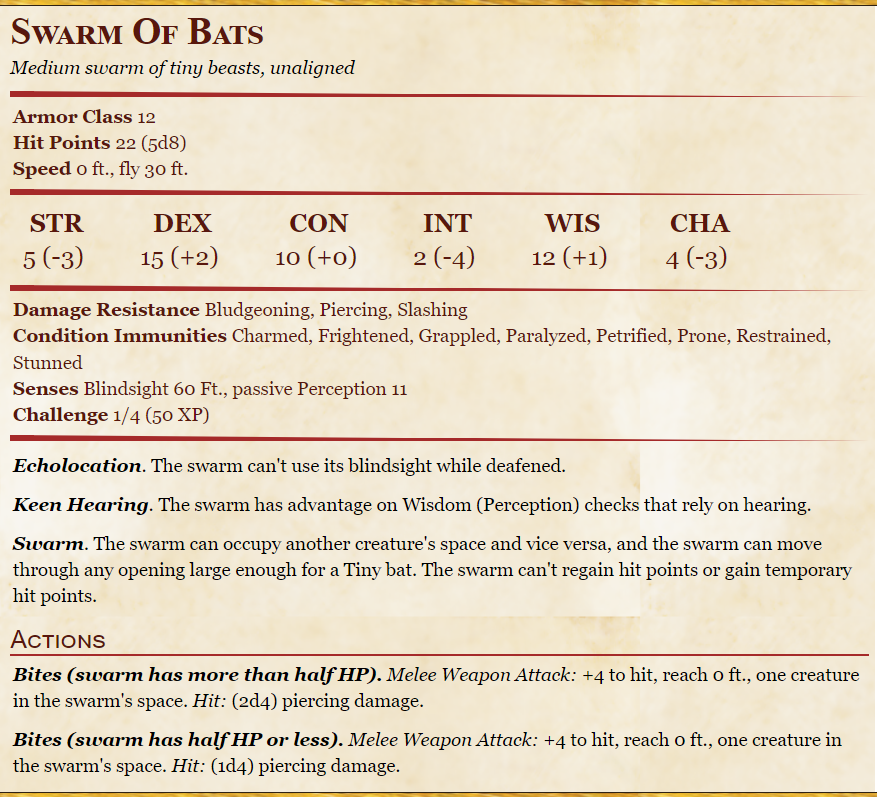 Swarm Of Bats
Medium swarm of tiny beasts, unaligned
Armor Class 12
Hit Points 22 (5d8)
Speed 0 ft., fly 30 ft.
STR DEX CON INT WIS CHA
5 (-3) 15 (+2) 10 (+0) 2 (-4) 12 (+1) 4 (-3)
Damage Resistance Bludgeoning, Piercing, Slashing
Condition Immunities Charmed, Frightened, Grappled, Paralyzed, Petrified, Prone, Restrained,
Stunned
Senses Blindsight 60 Ft., passive Perception 11
Challenge 1/4 (50 XP)
Echolocation. The swarm can't use its blindsight while deafened.
Keen Hearing. The swarm has advantage on Wisdom (Perception) checks that rely on hearing.
Swarm. The swarm can occupy another creature's space and vice versa, and the swarm can move
through any opening large enough for a Tiny bat. The swarm can't regain hit points or gain temporary
hit points.
Actions
Bites (swarm has more than half HP). Melee Weapon Attack: +4 to hit, reach 0 ft., one creature
in the swarm's space. Hit: (2d4) piercing damage.
Bites (swarm has half HP or less). Melee Weapon Attack: +4 to hit, reach 0 ft., one creature in
the swarm's space. Hit: (1d4) piercing damage.